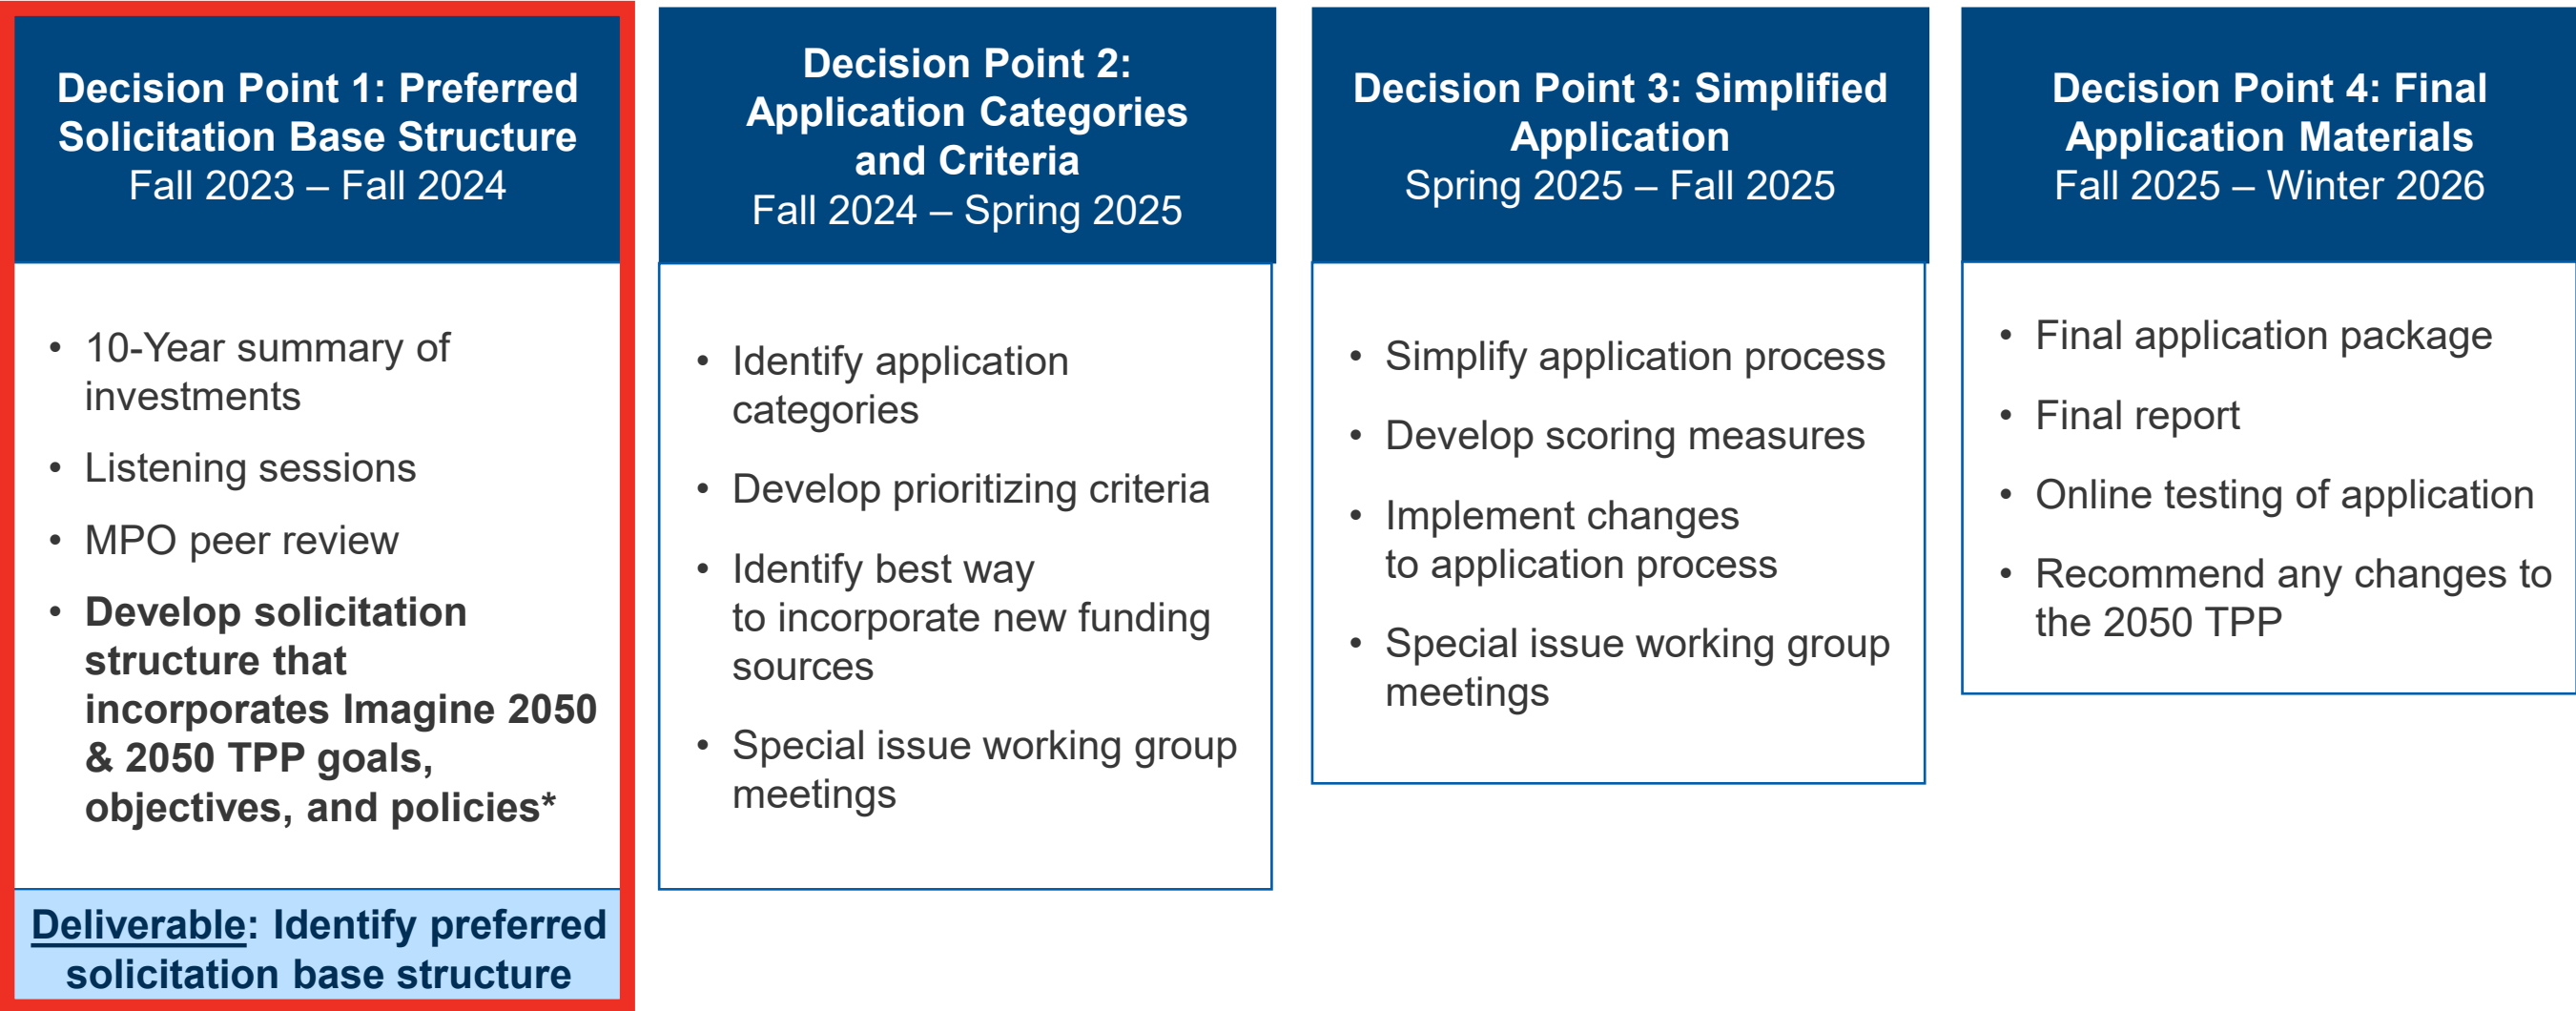 Decision Point 1: Preferred
Solicitation Base Structure
Fall 2023 – Fall 2024
• 10-Year summary of
investments
• Listening sessions
• MPO peer review
• Develop solicitation
structure that
incorporates Imagine 2050
& 2050 TPP goals,
objectives, and policies*
Deliverable: Identify preferred
solicitation base structure
Decision Point 2:
Application Categories
and Criteria
Fall 2024 – Spring 2025
• Identify application
categories
• Develop prioritizing criteria
• Identify best way
to incorporate new funding
sources
• Special issue working group
meetings
Decision Point 3: Simplified
Application
Spring 2025 – Fall 2025
• Simplify application process
• Develop scoring measures
• Implement changes
to application process
• Special issue working group
meetings
Decision Point 4: Final
Application Materials
Fall 2025 – Winter 2026
• Final application package
• Final report
• Online testing of application
• Recommend any changes to
the 2050 TPP